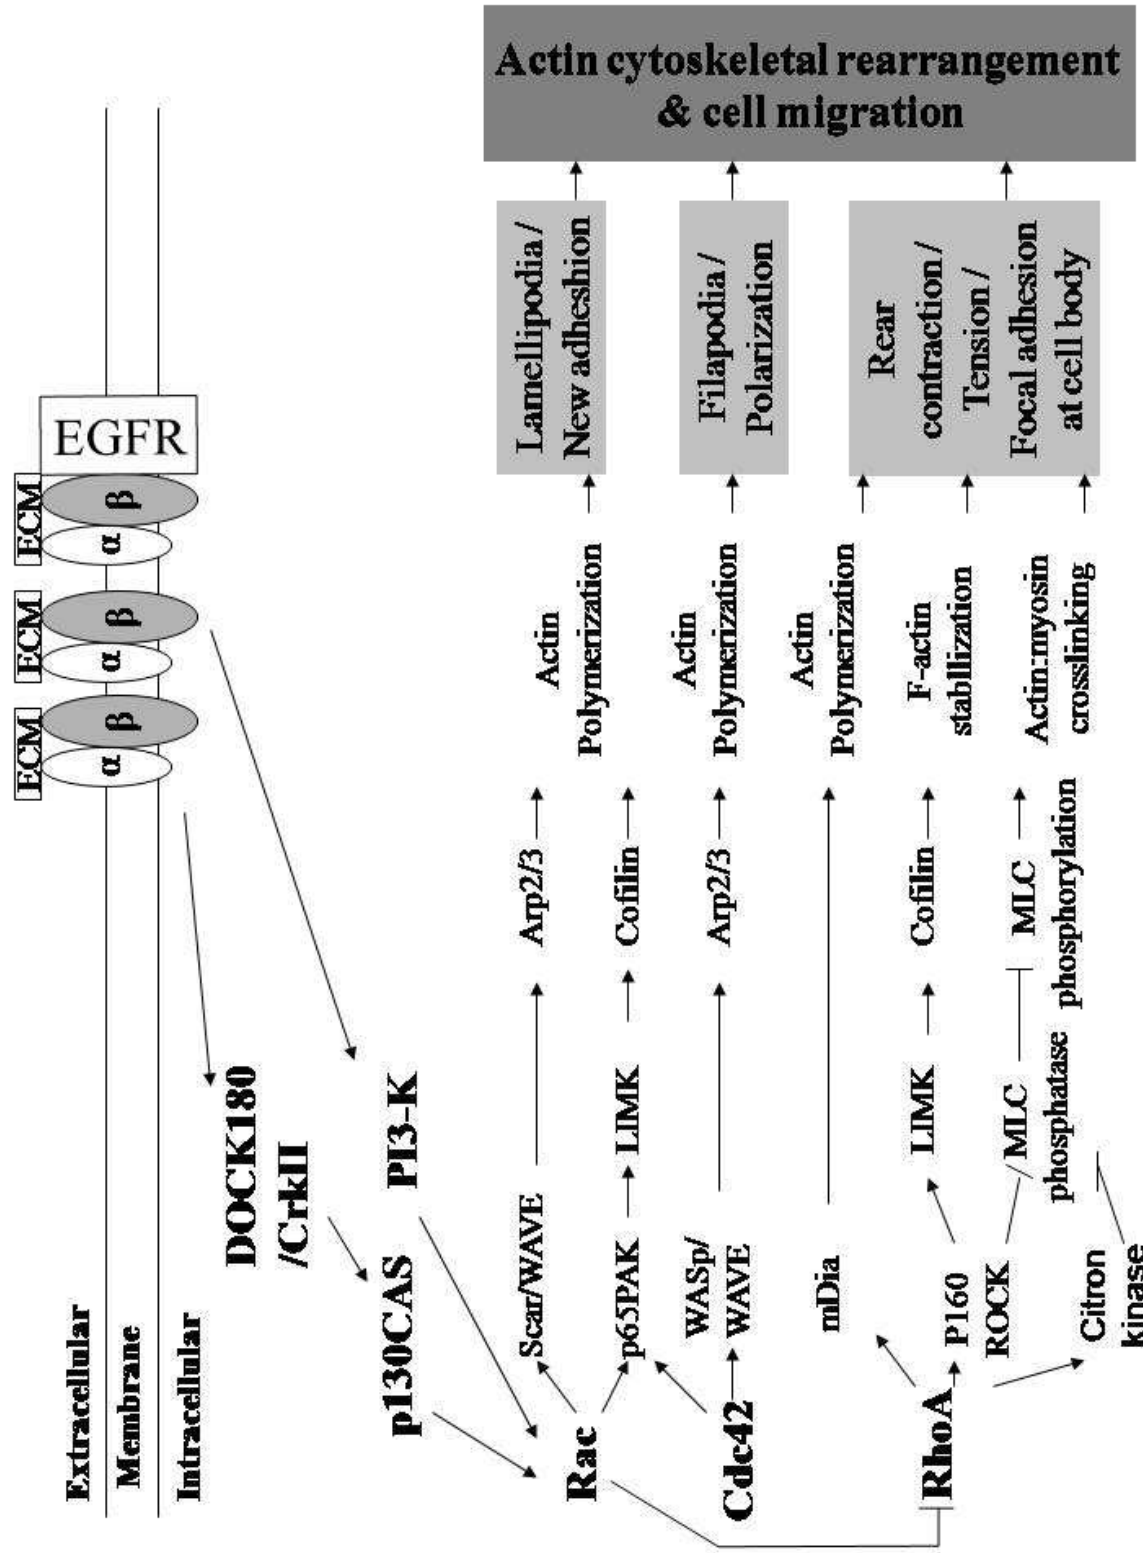 Extracellular
Membrane
Intracellular
ECM
ECM
ECM
α
β
α
β
α
β
EGFR
DOCK180
/CrkII
p130CAS
PI3-K
Rac
Scar/WAVE
Arp2/3
Actin
Polymerization
p65PAK
LIMK
Cofilin
Lamellipodia /
New adheshion
Cdc42
WASp/
WAVE
Arp2/3
Actin
Polymerization
Filapodia /
Polarization
RhoA
mDia
Actin
Polymerization
P160
ROCK
LIMK
Cofilin
F-actin
stabllization
MLC
phosphatase
MLC
phosphorylation
Actin:myosin
crosslinking
Citron
kinase
Rear
contraction /
Tension /
Focal adhesion
at cell body
Actin cytoskeletal rearrangement
& cell migration